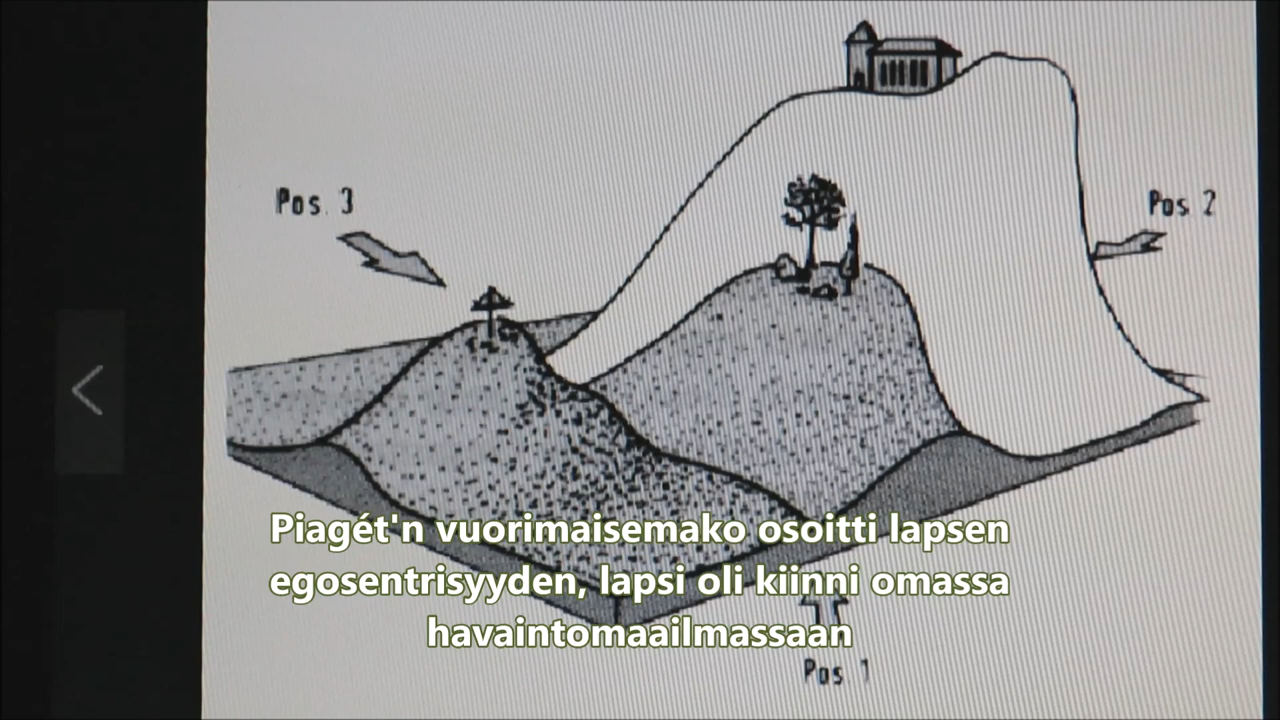 Pos. 3
Pos 2
Piagét'n vuorimaisemako osoitti lapsen
egosentrisyyden, lapsi oli kiinni omassa
havaintomaailmassaan
Pos 1